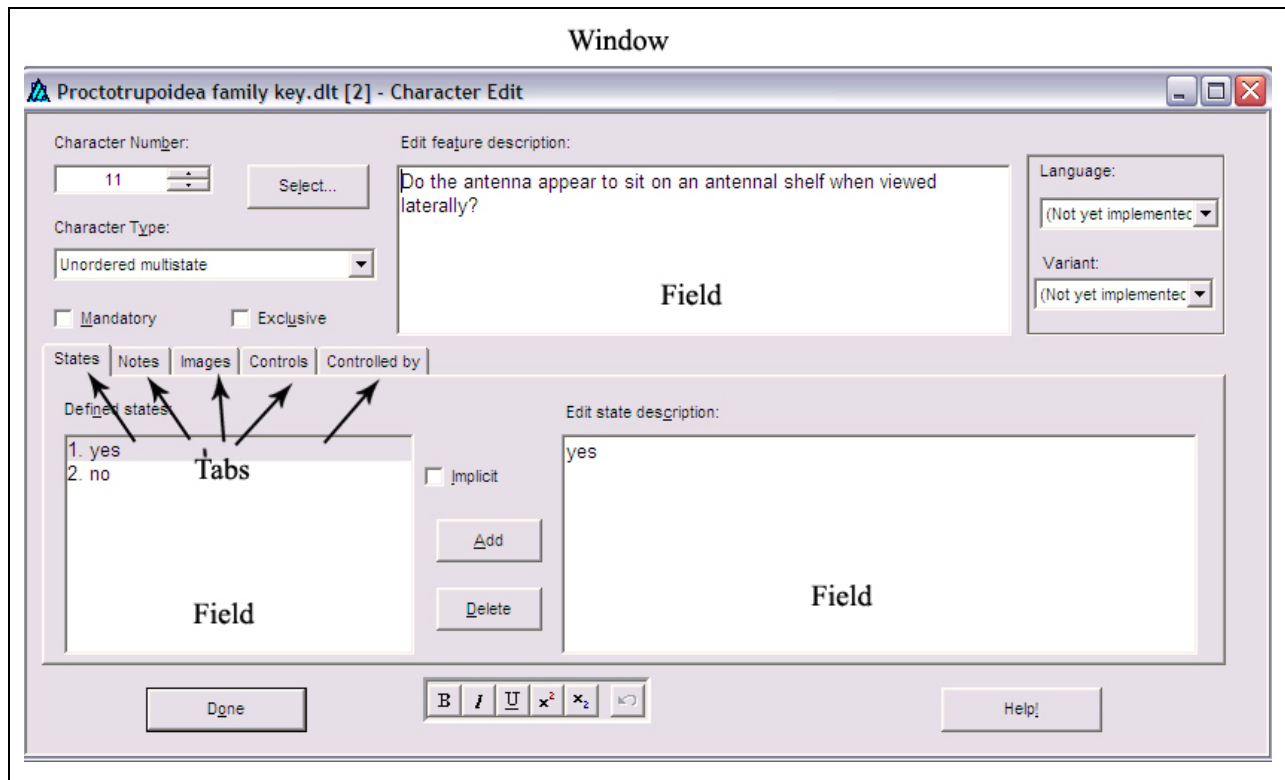 Window
Proctotrupoidea family key.dlt [2] - Character Edit
Character Number:
Edit feature description:
11
Select...
Do the antenna appear to sit on an antennal shelf when viewed
laterally?
Language:
(Not yet implementec
Character Type:
Unordered multistate
Variant:
(Not yet implementec
Field
Mandatory
Exclusive
States
Notes
Images
Controls
Controlled by
Defined states:
Edit state description:
1. yes
2. no
Tabs
Implicit
yes
Add
Delete
Field
Field
Done
B I U x² x₂
Help!